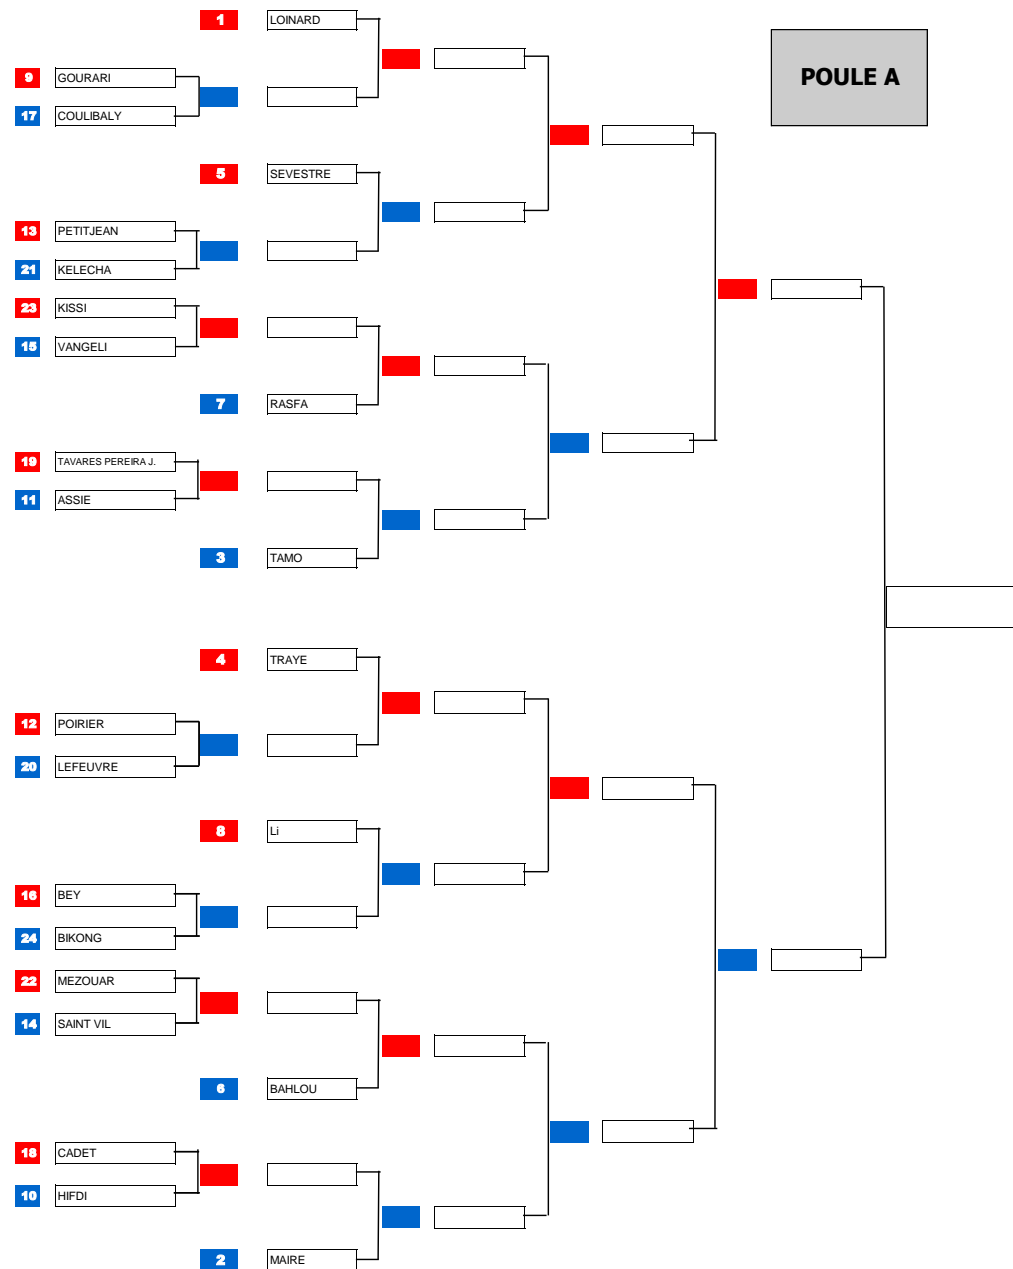 1 LOINARD
POULE A
9 GOURARI
17 COULIBALY
5 SEVESTRE
13 PETITJEAN
21 KELECHA
23 KISSI
15 VANGELI
7 RASFA
19 TAVARES PEREIRA J.
11 ASSIE
3 TAMO
4 TRAYE
12 POIRIER
20 LEFEUVRE
8 Li
16 BEY
24 BIKONG
22 MEZOUAR
14 SAINT VIL
6 BAHLOU
18 CADET
10 HIFDI
2 MAIRE